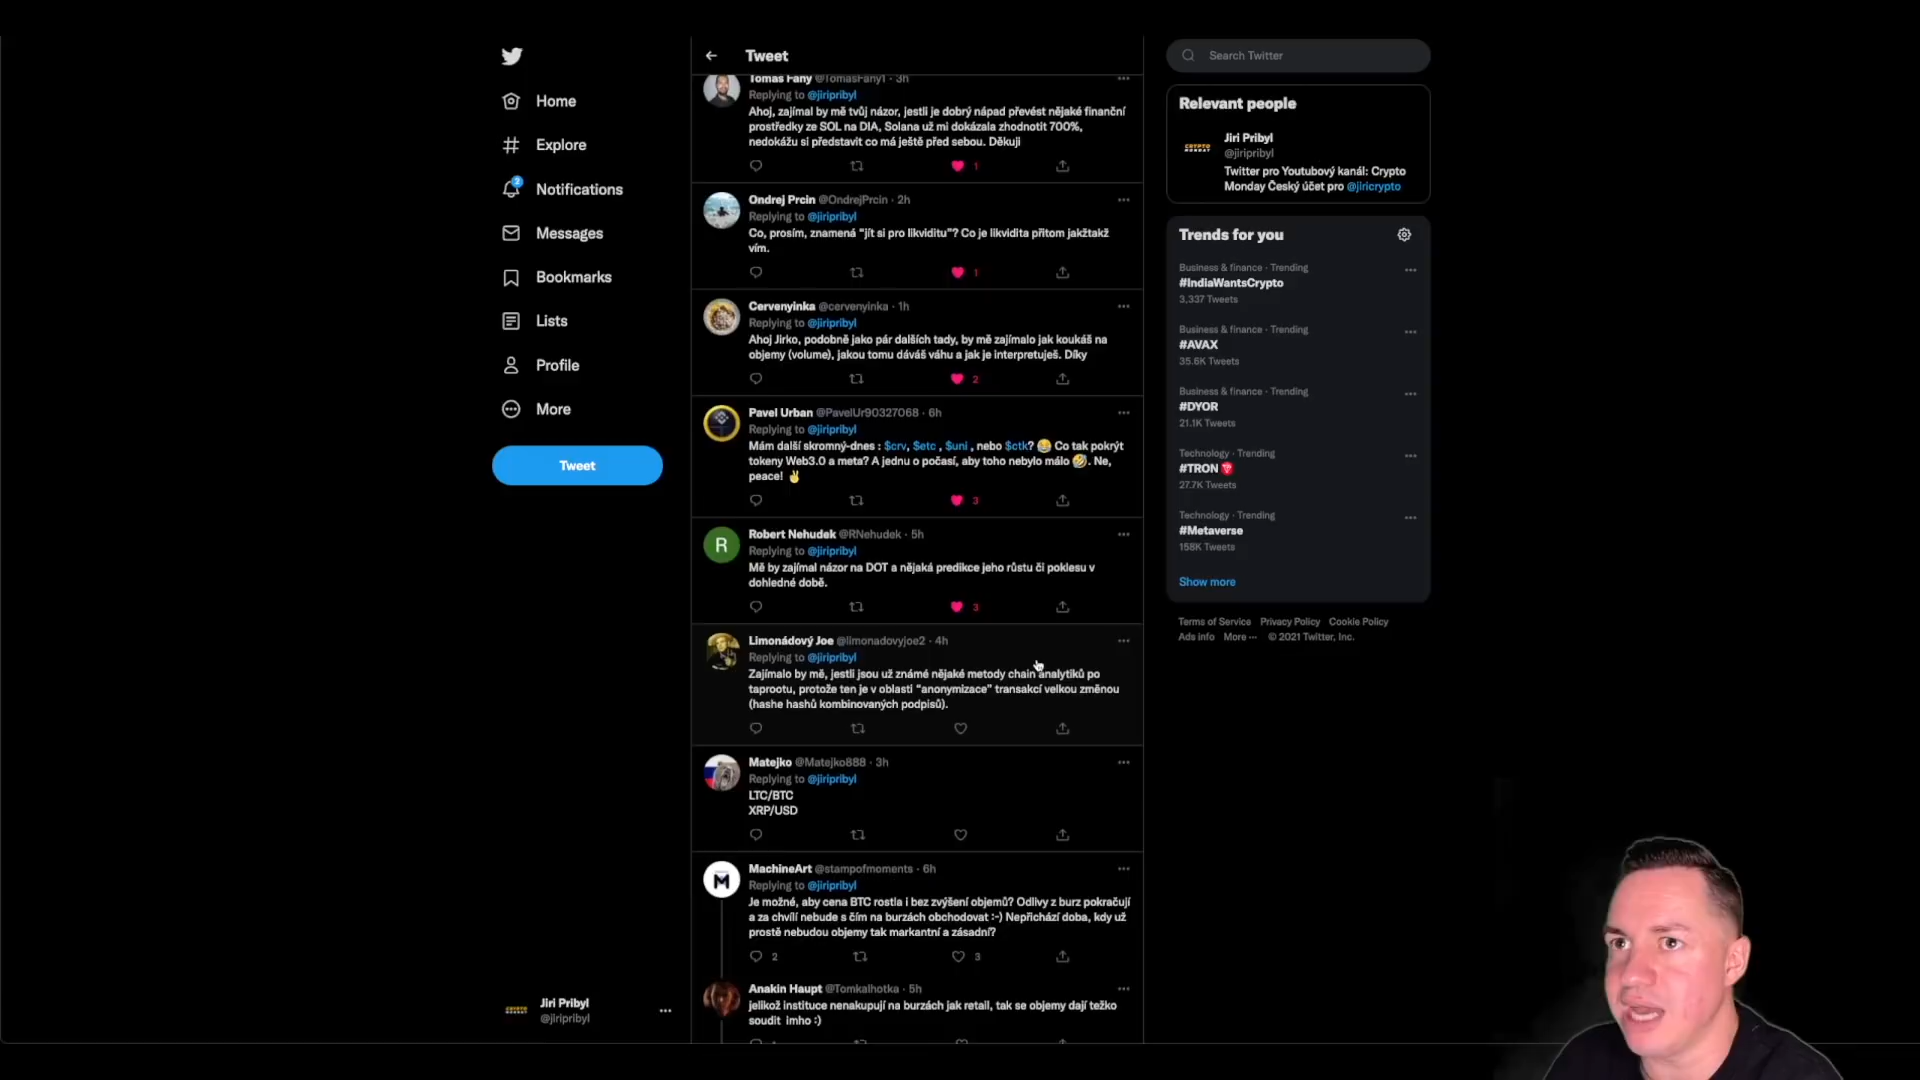 Home
Explore
2
Notifications
Messages
Bookmarks
Lists
Profile
More
Tweet
Jiri Pribyl
@jiripribyl
Tweet
Tomas Fany @TomasFany1 · 3h
Replying to @jiripribyl
Ahoj, zajímal by mě tvůj názor, jestli je dobrý nápad převést nějaké finanční
prostředky ze SOL na DIA, Solana už mi dokázala zhodnotit 700%,
nedokážu si představit co má ještě před sebou. Děkuji
1
Ondrej Prcin @OndrejPrcin · 2h
Replying to @jiripribyl
Co, prosím, znamená "jít si pro likviditu"? Co je likvidita přitom jakžtakž
vím.
1
Cervenyinka @cervenyinka · 1h
Replying to @jiripribyl
Ahoj Jirko, podobně jako pár dalších tady, by mě zajímalo jak koukáš na
objemy (volume), jakou tomu dáváš váhu a jak je interpretuješ. Díky
2
Pavel Urban @PavelUr90327068 · 6h
Replying to @jiripribyl
Mám další skromný-dnes : $crv, $etc , $uni , nebo $ctk? 😂 Co tak pokrýt
tokeny Web3.0 a meta? A jednu o počasí, aby toho nebylo málo 🤣. Ne,
peace! ✌
3
R
Robert Nehudek @RNehudek · 5h
Replying to @jiripribyl
Mě by zajímal názor na DOT a nějaká predikce jeho růstu či poklesu v
dohledné době.
3
Limonádový Joe @limonadovyjoe2 · 4h
Replying to @jiripribyl
Zajímalo by mě, jestli jsou už známé nějaké metody chain analytiků po
taprootu, protože ten je v oblasti "anonymizace" transakcí velkou změnou
(hashe hashů kombinovaných podpisů).
Matejko @Matejko888 · 3h
Replying to @jiripribyl
LTC/BTC
XRP/USD
M
MachineArt @stampofmoments · 6h
Replying to @jiripribyl
Je možné, aby cena BTC rostla i bez zvýšení objemů? Odlivy z burz pokračují
a za chvíli nebude s čím na burzách obchodovat :-) Nepřichází doba, kdy už
prostě nebudou objemy tak markantní a zásadní?
2 3
Anakin Haupt @Tomkalhotka · 5h
jelikož instituce nenakupují na burzách jak retail, tak se objemy dají težko
soudit imho :)
Search Twitter
Relevant people
CRYPTO
MONDAY
Jiri Pribyl
@jiripribyl
Twitter pro Youtubový kanál: Crypto
Monday Český účet pro @jiricrypto
Trends for you
Business & finance · Trending
#IndiaWantsCrypto
3,337 Tweets
Business & finance · Trending
#AVAX
35.6K Tweets
Business & finance · Trending
#DYOR
21.1K Tweets
Technology · Trending
#TRON
27.7K Tweets
Technology · Trending
#Metaverse
158K Tweets
Show more
Terms of Service Privacy Policy Cookie Policy
Ads info More ··· © 2021 Twitter, Inc.